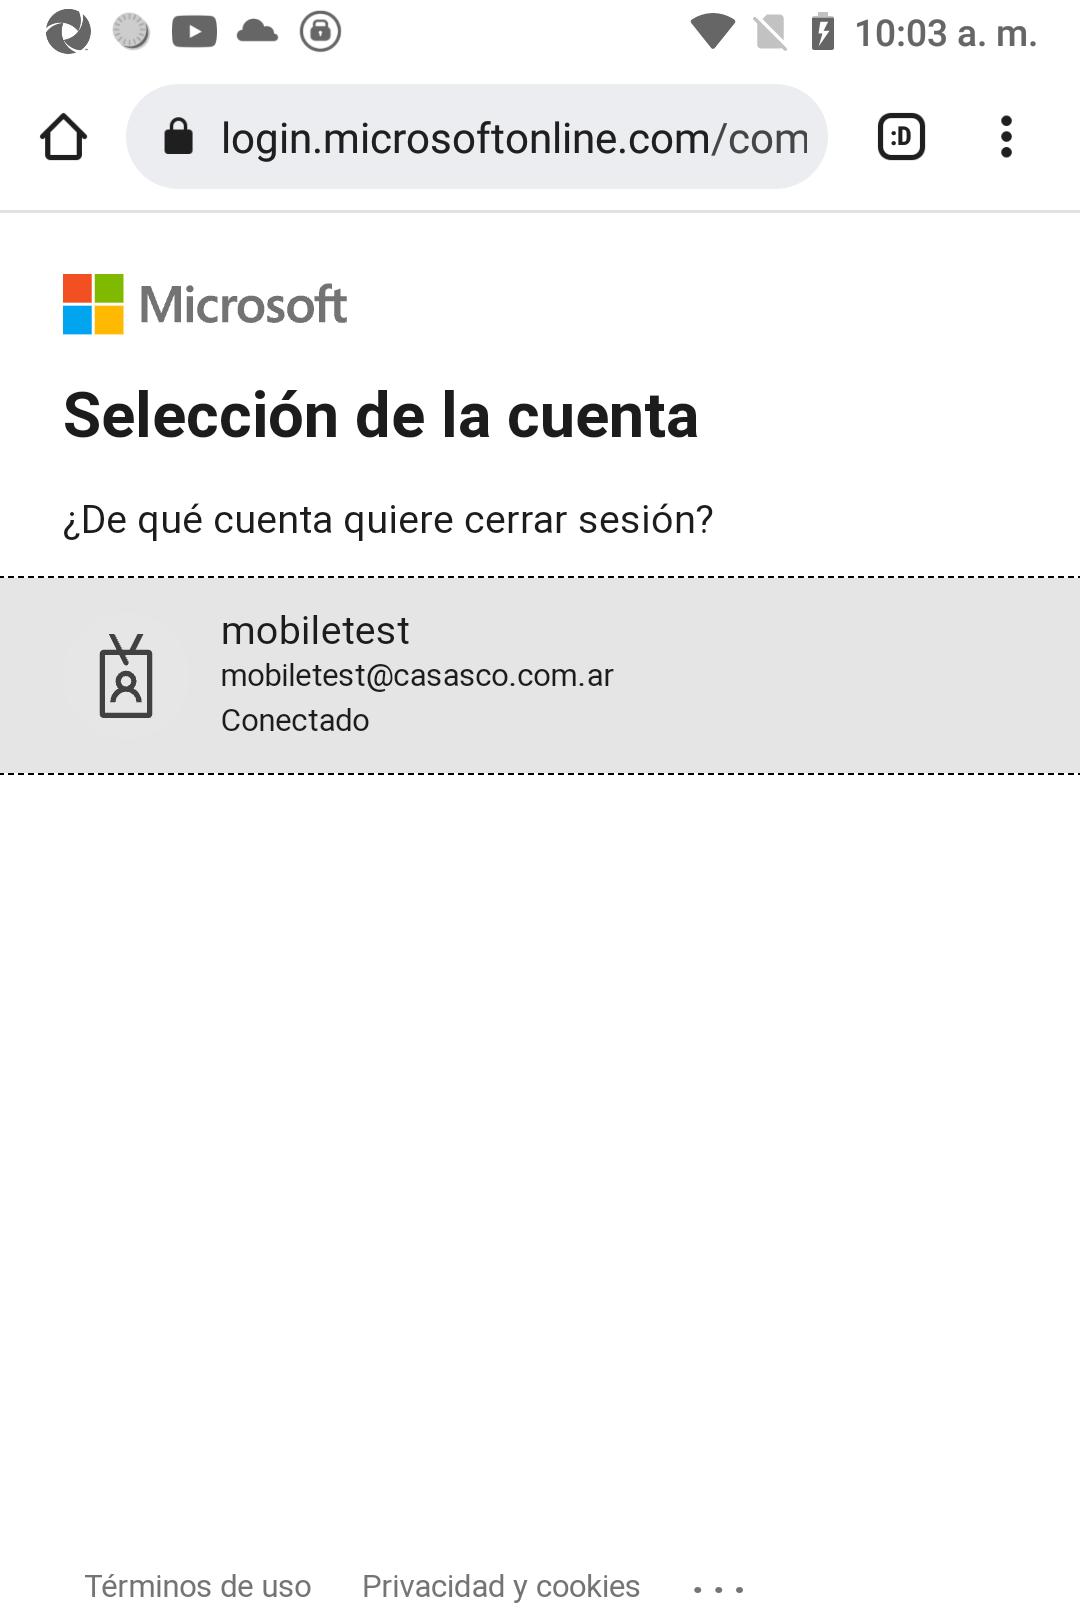 10:03 a. m.
login.microsoftonline.com/com
:D
Microsoft
Selección de la cuenta
¿De qué cuenta quiere cerrar sesión?
mobiletest
mobiletest@casasco.com.ar
Conectado
Términos de uso Privacidad y cookies ...